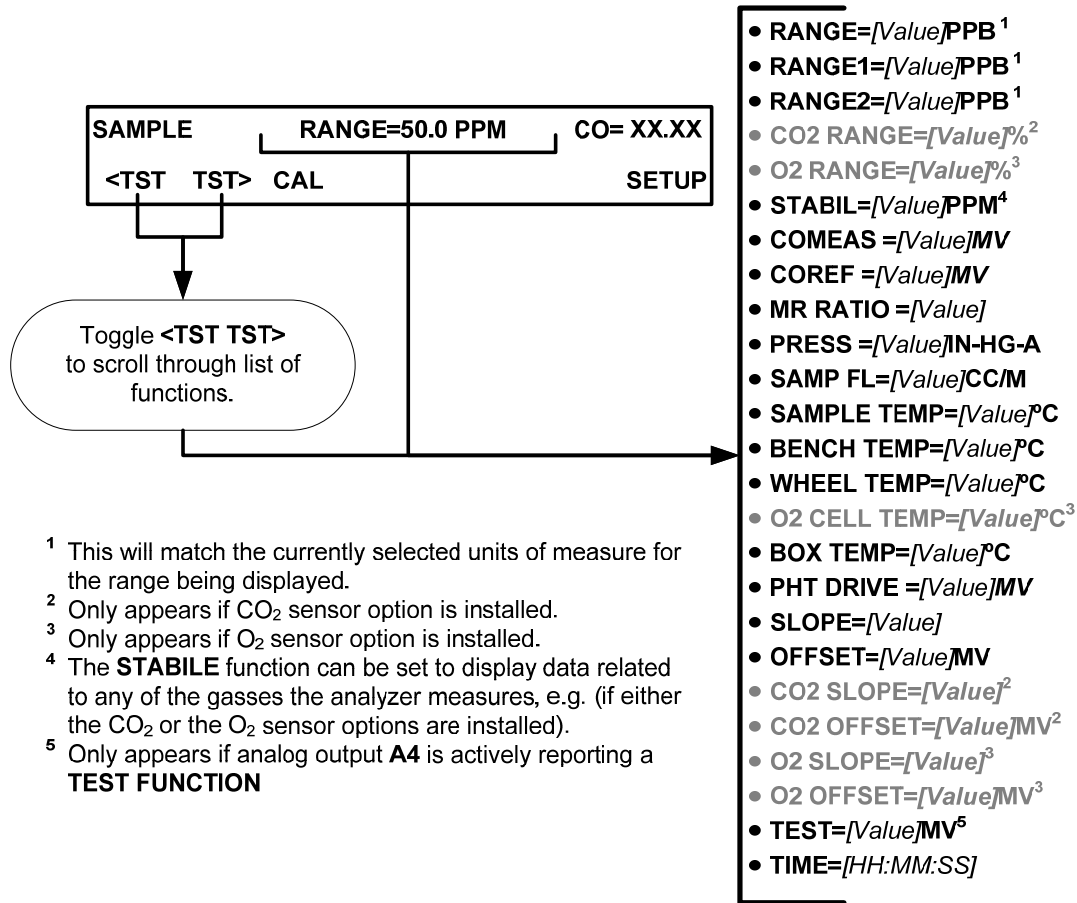 SAMPLE RANGE=50.0 PPM CO= XX.XX
<TST TST> CAL SETUP
Toggle <TST TST>
to scroll through list of
functions.
• RANGE=[Value]PPB¹
• RANGE1=[Value]PPB¹
• RANGE2=[Value]PPB¹
• CO2 RANGE=[Value]%²
• O2 RANGE=[Value]%³
• STABIL=[Value]PPM⁴
• COMEAS =[Value]MV
• COREF =[Value]MV
• MR RATIO =[Value]
• PRESS =[Value]IN-HG-A
• SAMP FL=[Value]CC/M
• SAMPLE TEMP=[Value]ºC
• BENCH TEMP=[Value]ºC
• WHEEL TEMP=[Value]ºC
• O2 CELL TEMP=[Value]ºC³
• BOX TEMP=[Value]ºC
• PHT DRIVE =[Value]MV
• SLOPE=[Value]
• OFFSET=[Value]MV
• CO2 SLOPE=[Value]²
• CO2 OFFSET=[Value]MV²
• O2 SLOPE=[Value]³
• O2 OFFSET=[Value]MV³
• TEST=[Value]MV⁵
• TIME=[HH:MM:SS]
¹ This will match the currently selected units of measure for
the range being displayed.
² Only appears if CO₂ sensor option is installed.
³ Only appears if O₂ sensor option is installed.
⁴ The STABILE function can be set to display data related
to any of the gasses the analyzer measures, e.g. (if either
the CO₂ or the O₂ sensor options are installed).
⁵ Only appears if analog output A4 is actively reporting a
TEST FUNCTION